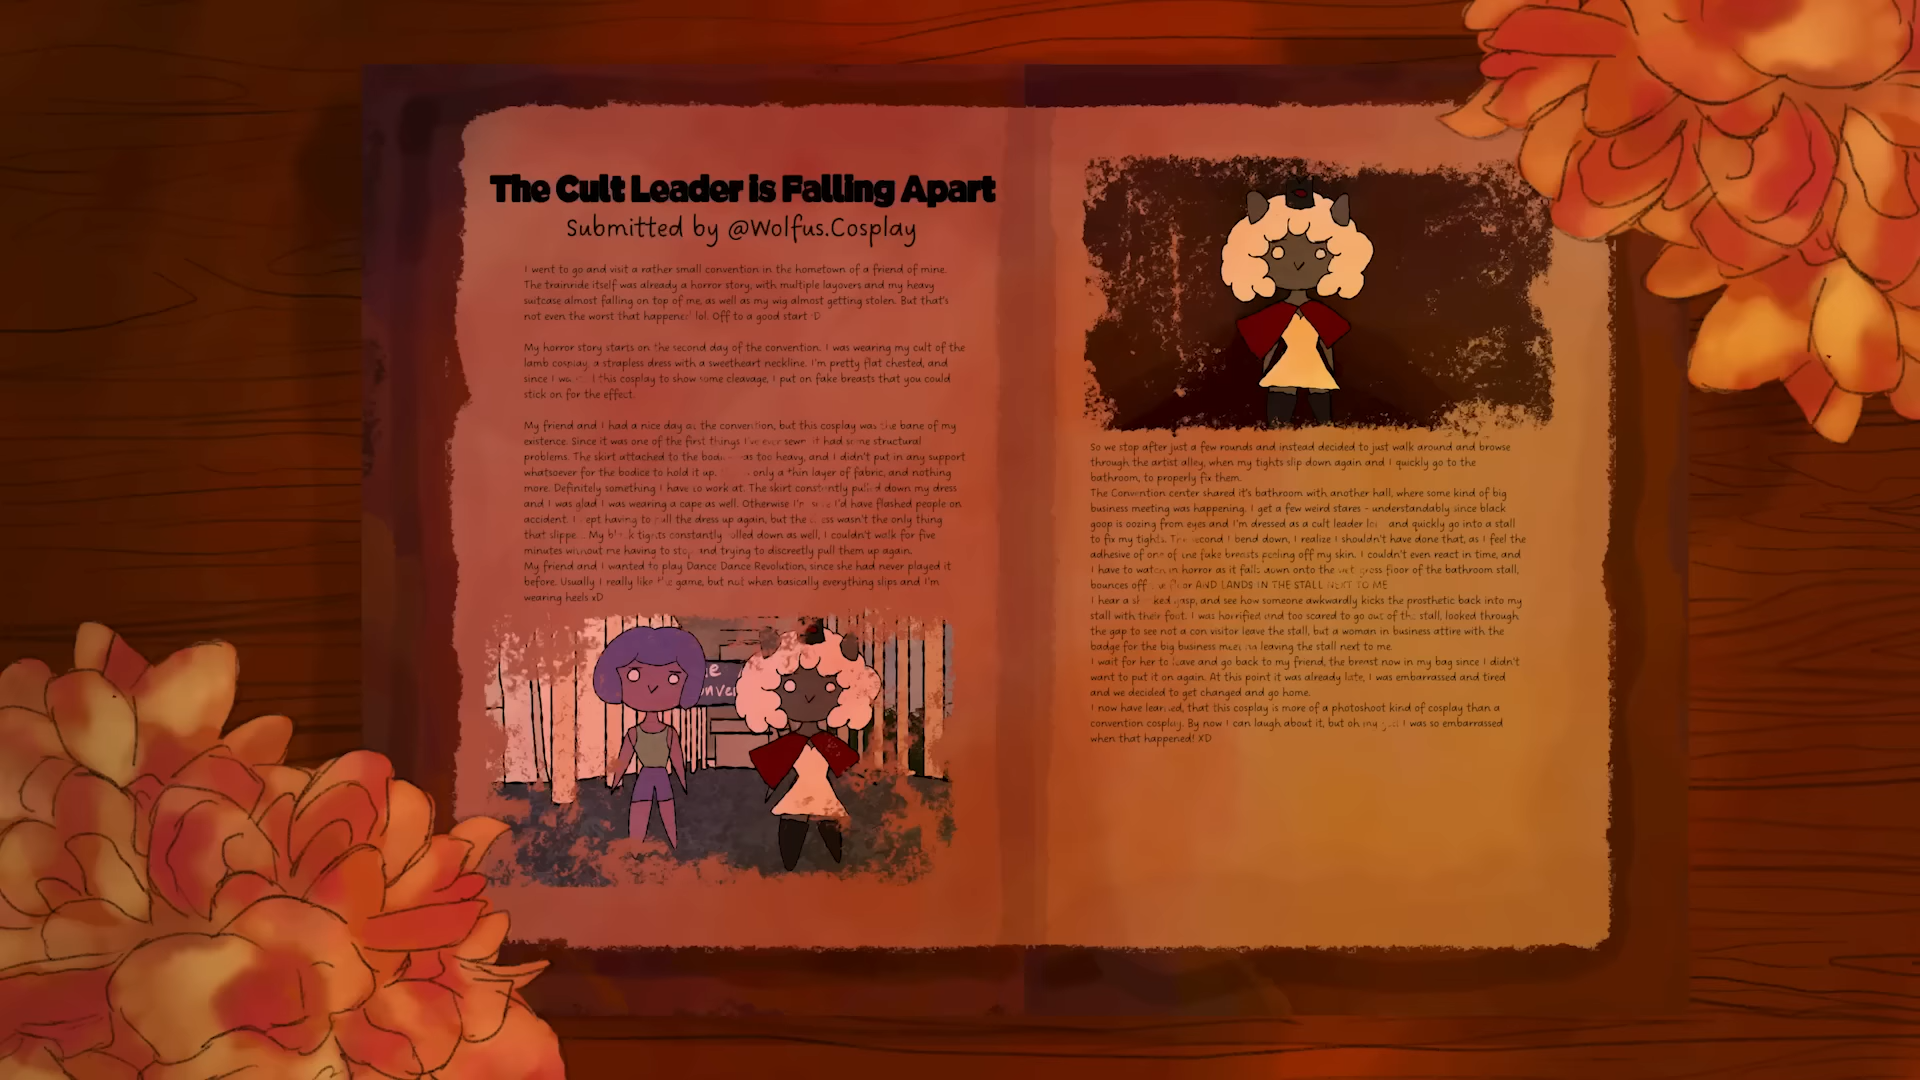 The Cult Leader is Falling Apart
Submitted by @Wolfus.Cosplay
I went to go and visit a rather small convention in the hometown of a friend of mine.
The trainride itself was already a horror story, with multiple layovers and my heavy
suitcase almost falling on top of me, as well as my wig almost getting stolen. But that's
not even the worst that happened lol. Off to a good start :D
My horror story starts on the second day of the convention. I was wearing my cult of the
lamb cosplay, a strapless dress with a sweetheart neckline. I'm pretty flat chested, and
since I this cosplay to show some cleavage, I put on fake breasts that you could
stick on for the effect.
My friend and I had a nice day at the convention, but this cosplay was the bane of my
existence. Since it was one of the first things I've ever sewn it had some structural
problems. The skirt attached to the was too heavy, and I didn't put in any support
whatsoever for the bodice to hold it up. only a thin layer of fabric, and nothing
more. Definitely something I have to work at. The skirt constantly pulled down my dress
and I was glad I was wearing a cape as well. Otherwise I'd have flashed people on
accident. I kept having to pull the dress up again, but the dress wasn't the only thing
that My tights constantly rolled down as well, I couldn't walk for five
minutes without me having to stop and trying to discreetly pull them up again.
My friend and I wanted to play Dance Dance Revolution, since she had never played it
before. Usually I really like the game, but not when basically everything slips and I'm
wearing heels xD
So we stop after just a few rounds and instead decided to just walk around and browse
through the artist alley, when my tights slip down again and I quickly go to the
bathroom, to properly fix them.
The Convention center shared it's bathroom with another hall, where some kind of big
business meeting was happening. I get a few weird stares - understandably since black
goop is oozing from eyes and I'm dressed as a cult leader lol and quickly go into a stall
to fix my tights. The second I bend down, I realize I shouldn't have done that, as I feel the
adhesive of one of the fake breasts peeling off my skin. I couldn't even react in time, and
I have to watch in horror as it falls down onto the wet gross floor of the bathroom stall,
bounces off the floor AND LANDS IN THE STALL NEXT TO ME
I hear a shocked gasp, and see how someone awkwardly kicks the prosthetic back into my
stall with their foot. I was horrified and too scared to go out of the stall, looked through
the gap to see not a con visitor leave the stall, but a woman in business attire with the
badge for the big business meeting leaving the stall next to me.
I wait for her to leave and go back to my friend, the breast now in my bag since I didn't
want to put it on again. At this point it was already late, I was embarrassed and tired
and we decided to get changed and go home.
I now have learned, that this cosplay is more of a photoshoot kind of cosplay than a
convention cosplay. By now I can laugh about it, but oh my I was so embarrassed
when that happened! XD